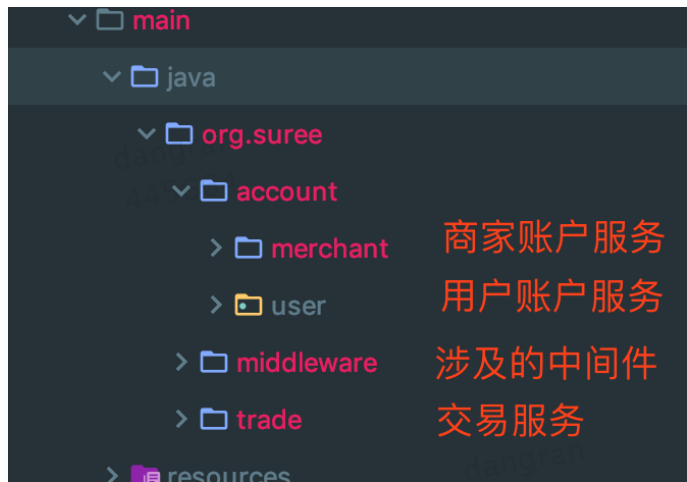 main
java
org.suree
account
merchant 商家账户服务
user 用户账户服务
middleware 涉及的中间件
trade 交易服务
resources
dangran